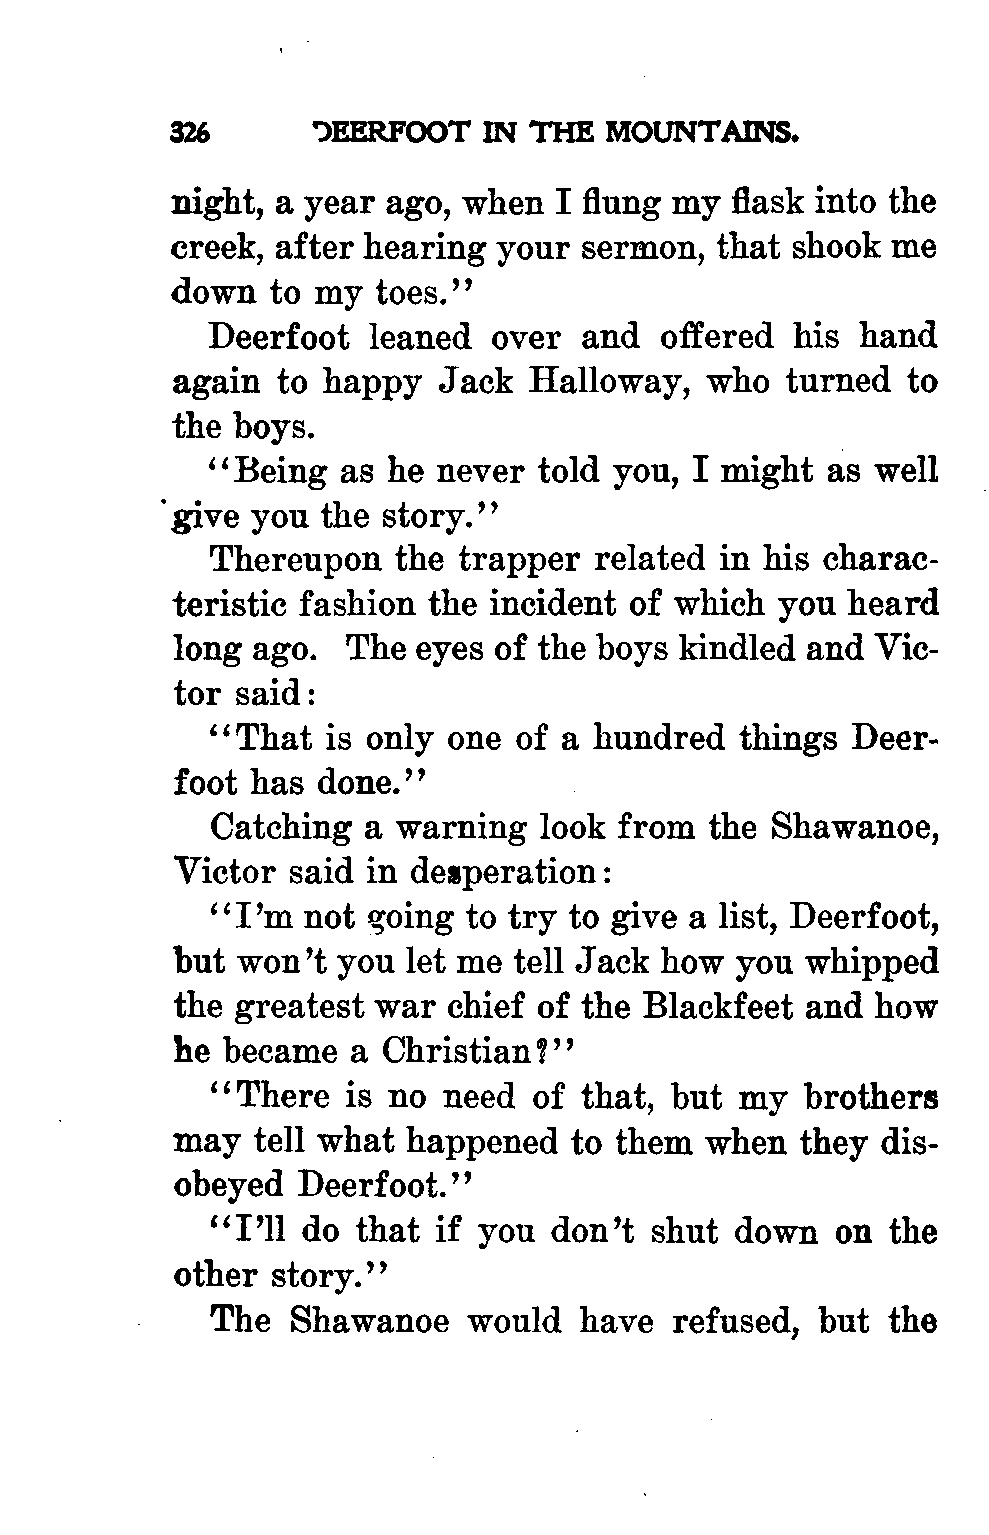 326 DEERFOOT IN THE MOUNTAINS.
night, a year ago, when I flung my flask into the
creek, after hearing your sermon, that shook me
down to my toes.''
Deerfoot leaned over and offered his hand
again to happy Jack Halloway, who turned to
the boys.
''Being as he never told you, I might as well
give you the story.''
Thereupon the trapper related in his charac-
teristic fashion the incident of which you heard
long ago. The eyes of the boys kindled and Vic-
tor said:
''That is only one of a hundred things Deer-
foot has done.''
Catching a warning look from the Shawanoe,
Victor said in desperation:
''I'm not going to try to give a list, Deerfoot,
but won't you let me tell Jack how you whipped
the greatest war chief of the Blackfeet and how
he became a Christian?''
''There is no need of that, but my brothers
may tell what happened to them when they dis-
obeyed Deerfoot.''
''I'll do that if you don't shut down on the
other story.''
The Shawanoe would have refused, but the